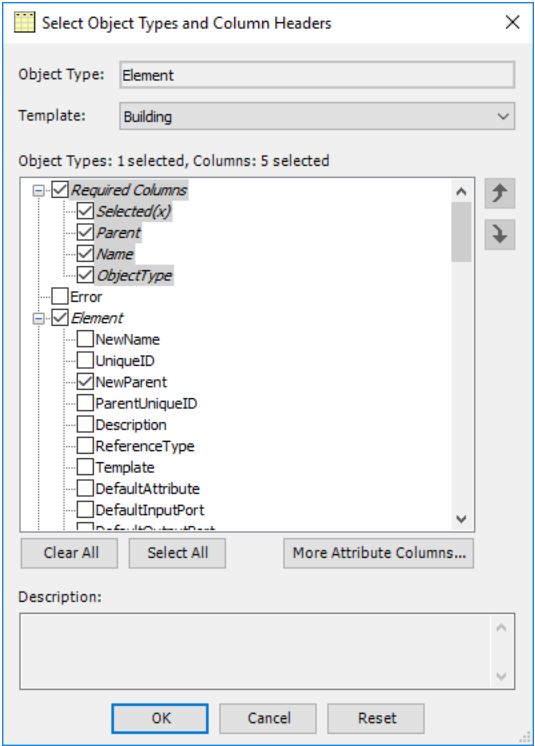 Select Object Types and Column Headers
Object Type: Element
Template: Building
Object Types: 1 selected, Columns: 5 selected
Required Columns
Selected(x)
Parent
Name
ObjectType
Error
Element
NewName
UniqueID
NewParent
ParentUniqueID
Description
ReferenceType
Template
DefaultAttribute
DefaultInputPort
DefaultOutputPort
Clear All Select All More Attribute Columns...
Description:
OK Cancel Reset